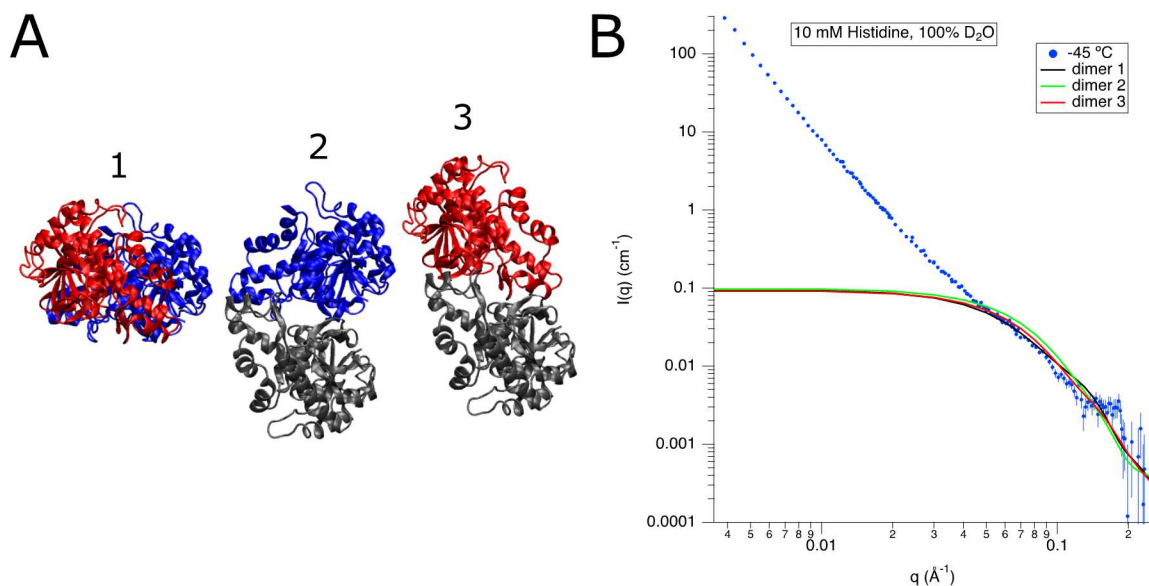 A
1
2
3
B
10 mM Histidine, 100% D₂O
-45 ºC
dimer 1
dimer 2
dimer 3
I(q) (cm⁻¹)
100
10
1
0.1
0.01
0.001
0.0001
4 5 6 7 8 9 0.01 2 3 4 5 6 7 8 9 0.1 2
q (Å⁻¹)